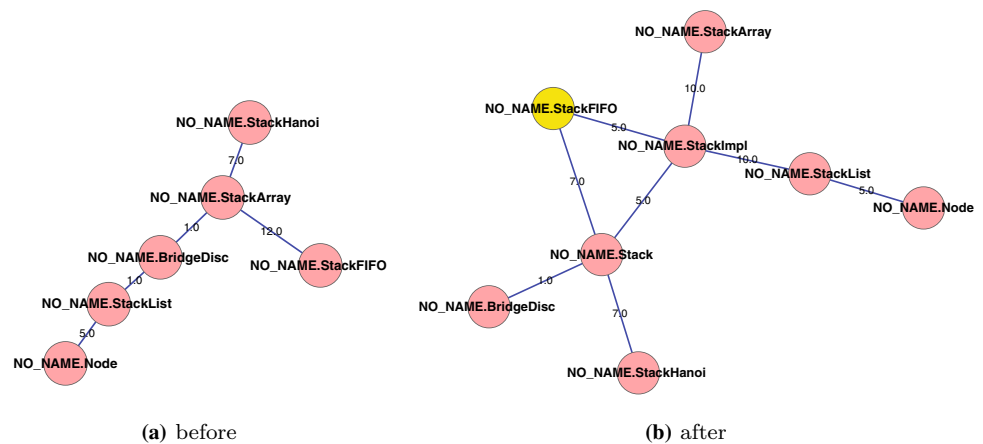 NO_NAME.StackHanoi
7.0
NO_NAME.StackArray
1.0
12.0
NO_NAME.BridgeDisc
NO_NAME.StackFIFO
1.0
NO_NAME.StackList
5.0
NO_NAME.Node
(a) before
NO_NAME.StackArray
10.0
NO_NAME.StackFIFO
5.0
NO_NAME.StackImpl
10.0
NO_NAME.StackList
7.0
5.0
5.0
NO_NAME.Node
NO_NAME.Stack
1.0
NO_NAME.BridgeDisc
7.0
NO_NAME.StackHanoi
(b) after